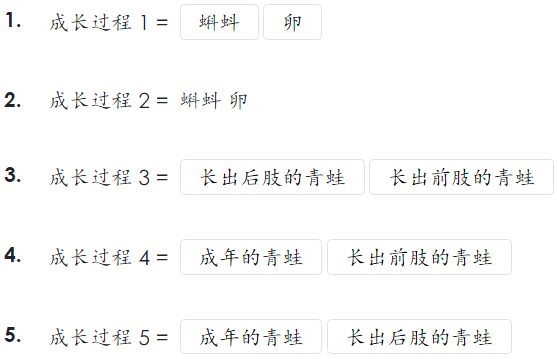 1. 成长过程 1 = 蝌蚪 卵
2. 成长过程 2 = 蝌蚪 卵
3. 成长过程 3 = 长出后肢的青蛙 长出前肢的青蛙
4. 成长过程 4 = 成年的青蛙 长出前肢的青蛙
5. 成长过程 5 = 成年的青蛙 长出后肢的青蛙